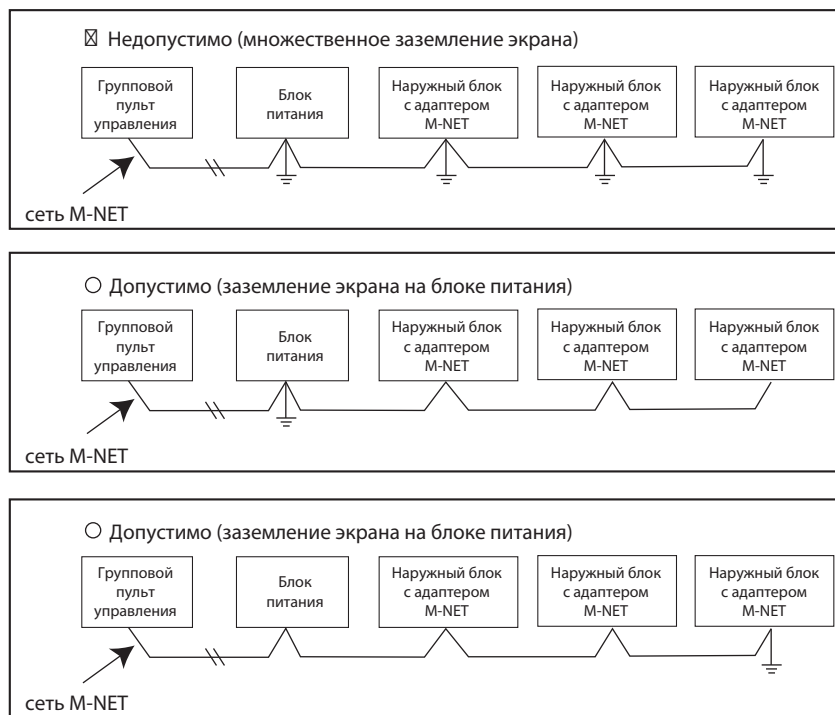 ☒ Недопустимо (множественное заземление экрана)
Групповой
пульт
управления
Блок
питания
Наружный блок
с адаптером
M-NET
Наружный блок
с адаптером
M-NET
Наружный блок
с адаптером
M-NET
сеть M-NET
○ Допустимо (заземление экрана на блоке питания)
Групповой
пульт
управления
Блок
питания
Наружный блок
с адаптером
M-NET
Наружный блок
с адаптером
M-NET
Наружный блок
с адаптером
M-NET
сеть M-NET
○ Допустимо (заземление экрана на блоке питания)
Групповой
пульт
управления
Блок
питания
Наружный блок
с адаптером
M-NET
Наружный блок
с адаптером
M-NET
Наружный блок
с адаптером
M-NET
сеть M-NET